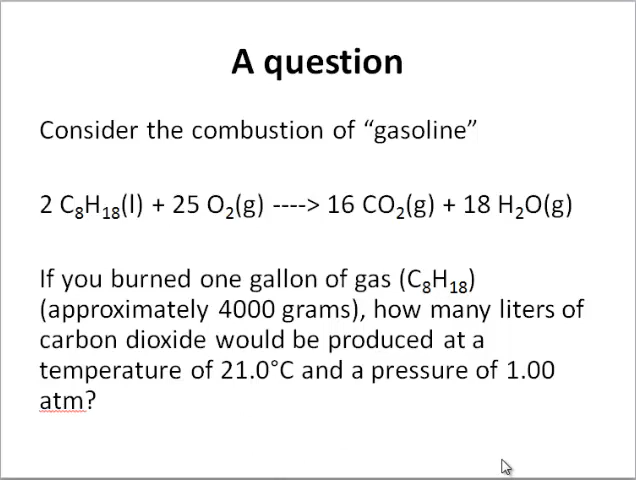 A question
Consider the combustion of “gasoline”
2 C₈H₁₈(l) + 25 O₂(g) ----> 16 CO₂(g) + 18 H₂O(g)
If you burned one gallon of gas (C₈H₁₈)
(approximately 4000 grams), how many liters of
carbon dioxide would be produced at a
temperature of 21.0°C and a pressure of 1.00
atm?